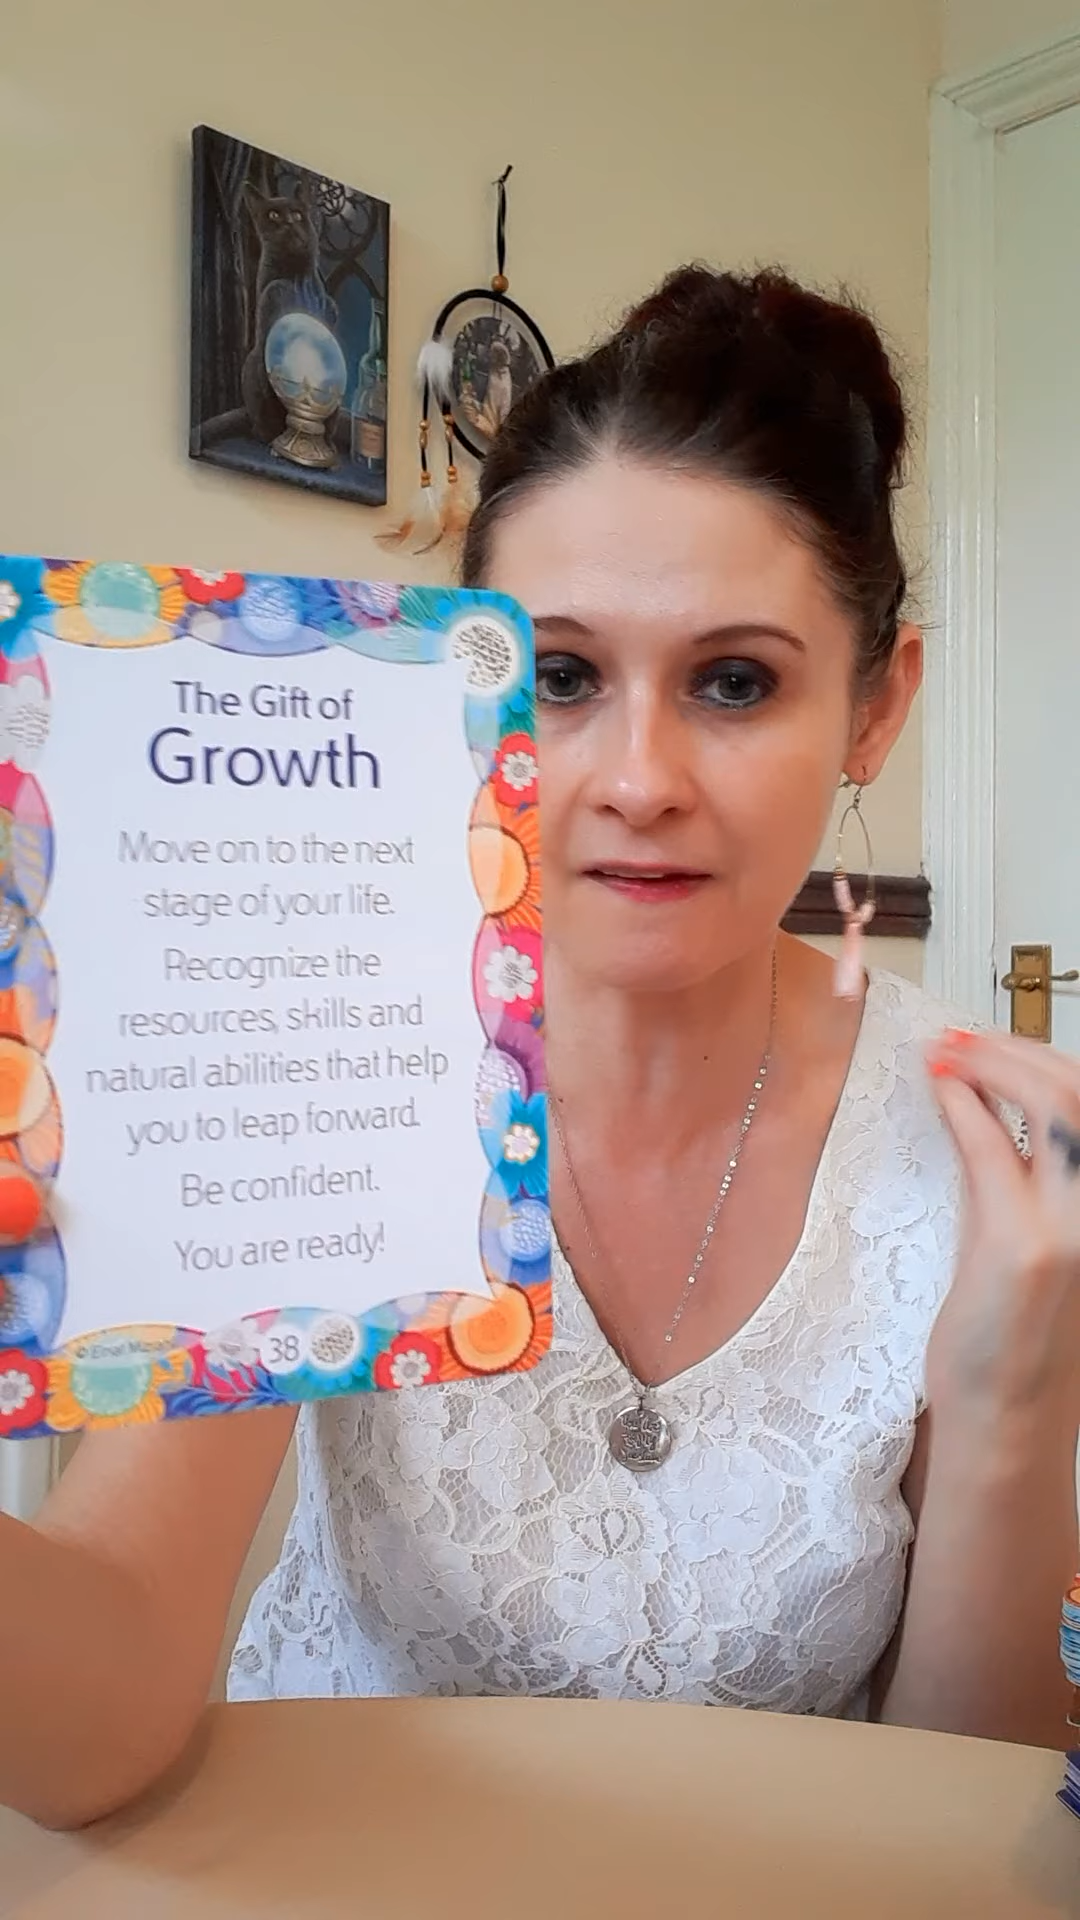 The Gift of
Growth
Move on to the next
stage of your life.
Recognize the
resources, skills and
natural abilities that help
you to leap forward.
Be confident.
You are ready!
38